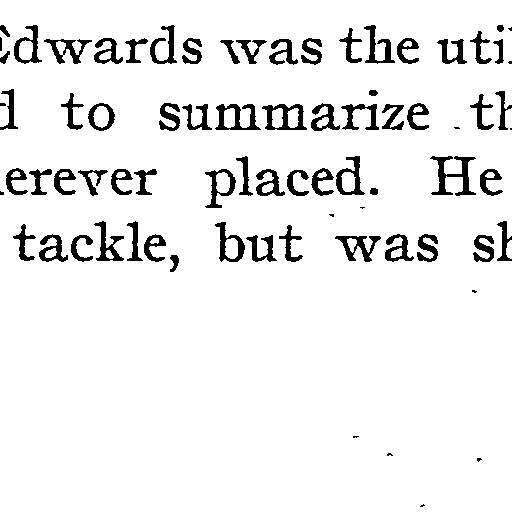 Edwards was the util
d to summarize th
erever placed. He
tackle, but was sh